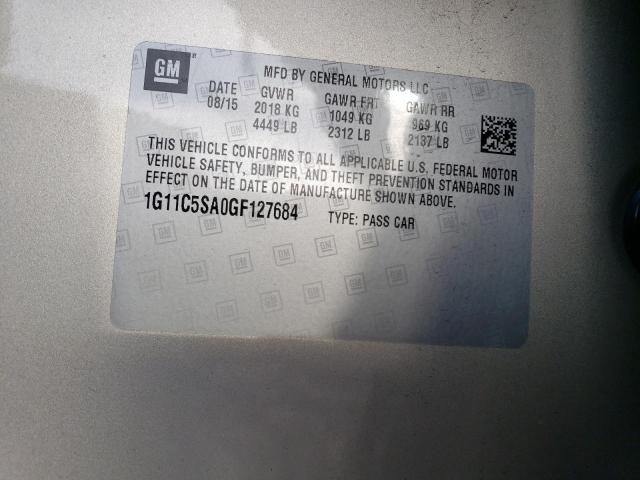 GM
MFD BY GENERAL MOTORS LLC
DATE GVWR GAWR FRT GAWR RR
08/15 2018 KG 1049 KG 969 KG
4449 LB 2312 LB 2137 LB
THIS VEHICLE CONFORMS TO ALL APPLICABLE U.S. FEDERAL MOTOR
VEHICLE SAFETY, BUMPER, AND THEFT PREVENTION STANDARDS IN
EFFECT ON THE DATE OF MANUFACTURE SHOWN ABOVE.
1G11C5SA0GF127684 TYPE: PASS CAR